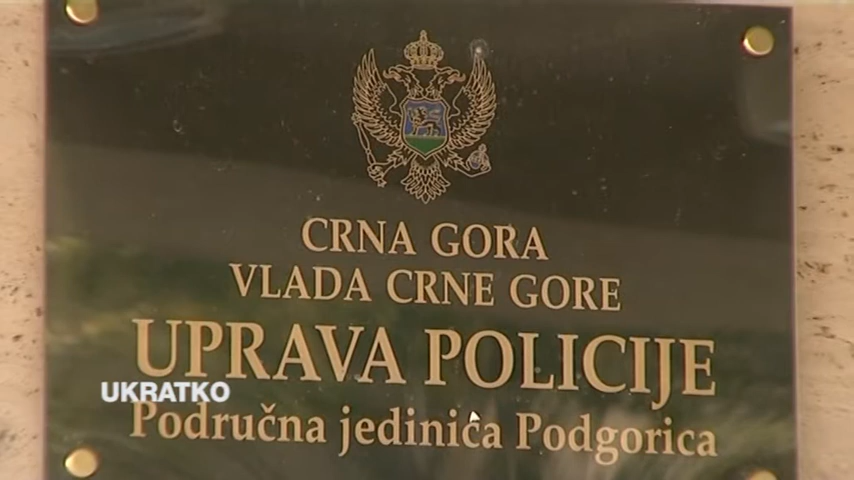 CRNA GORA
VLADA CRNE GORE
UPRAVA POLICIJE
UKRATKO
Područna jedinica Podgorica